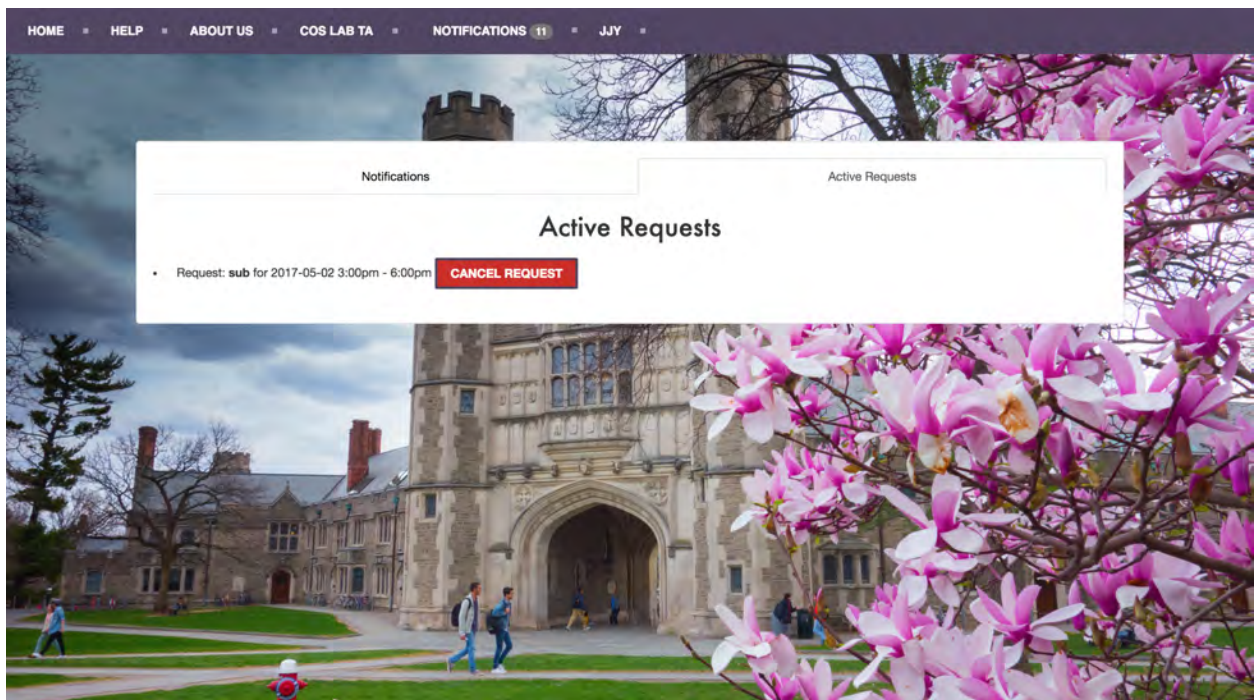 HOME HELP ABOUT US COS LAB TA NOTIFICATIONS 11 JJY
Notifications Active Requests
Active Requests
• Request: sub for 2017-05-02 3:00pm - 6:00pm CANCEL REQUEST